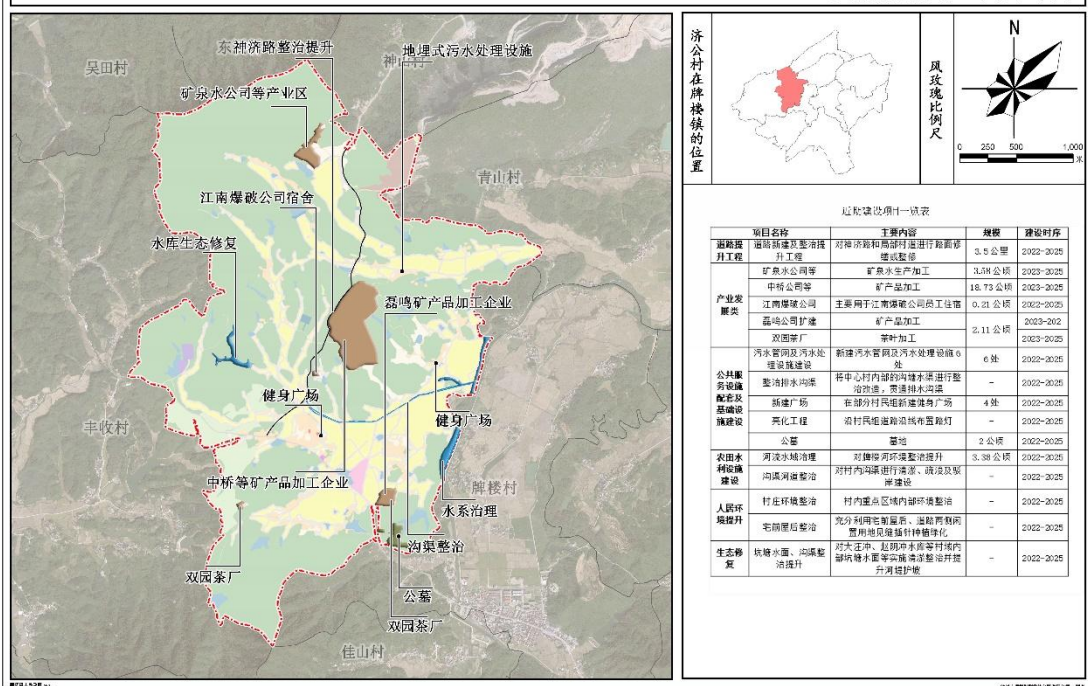 东神济路整治提升
地埋式污水处理设施
吴田村
矿泉水公司等产业区
青山村
江南爆破公司宿舍
水库生态修复
磊鸣矿产品加工企业
健身广场
健身广场
丰收村
中桥等矿产品加工企业
牌楼村
水系治理
沟渠整治
双园茶厂
公墓
双园茶厂
佳山村
济公村在牌楼镇的位置
风玫瑰比例尺
N
0 250 500 1,000
米
近期建设项目一览表
项目名称 主要内容 规模 建设时序
道路提升工程 道路新建及整治提升工程 对神济路和局部村道进行路面修缮或整修 3.5公里 2022-2025
产业发展类 矿泉水公司等 矿泉水生产加工 3.58公顷 2023-2025
中桥公司等 矿产品加工 18.73公顷 2023-2025
江南爆破公司 主要用于江南爆破公司员工住宿 0.21公顷 2022-2025
磊鸣公司扩建 矿产品加工 2.11公顷 2023-202
双园茶厂 茶叶加工 2023-2025
公共服务设施配套及基础设施建设 污水管网及污水处理设施建设 新建污水管网及污水处理设施6处 6处 2022-2025
整治排水沟渠 将中心村内部的沟塘水渠进行整治改造，贯通排水沟渠 - 2022-2025
新建广场 在部分村民组新建健身广场 4处 2022-2025
亮化工程 沿村民组道路沿线布置路灯 - 2022-2025
公墓 墓地 2公顷 2022-2025
农田水利设施建设 河流水域治理 对牌楼河环境整治提升 3.38公顷 2022-2025
沟渠河道整治 对村内沟渠进行清淤、疏浚及驳岸建设 - 2022-2025
人居环境提升 村庄环境整治 村内重点区域内部环境整治 - 2022-2025
宅前屋后整治 充分利用宅前屋后、道路两侧闲置用地见缝插针种植绿化 - 2022-2025
生态修复 坑塘水面、沟渠整治提升 对大汪冲、赵阴冲水库等村域内部坑塘水面等实施清淤整治并提升河堤护坡 - 2022-2025